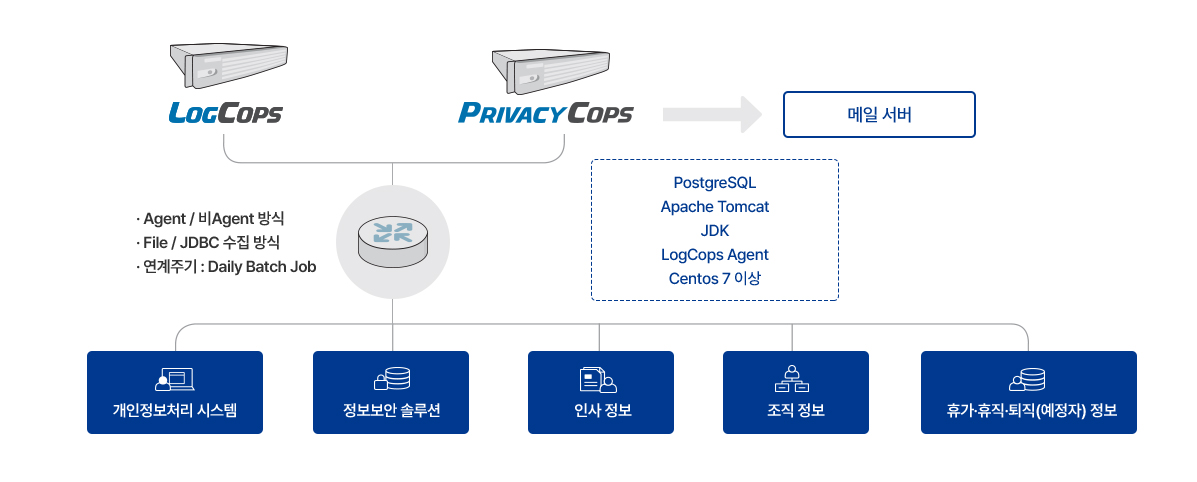 LOGCOPS
PRIVACYCOPS
메일 서버
· Agent / 비Agent 방식
· File / JDBC 수집 방식
· 연계주기 : Daily Batch Job
PostgreSQL
Apache Tomcat
JDK
LogCops Agent
Centos 7 이상
개인정보처리 시스템
정보보안 솔루션
인사 정보
조직 정보
휴가·휴직·퇴직(예정자) 정보